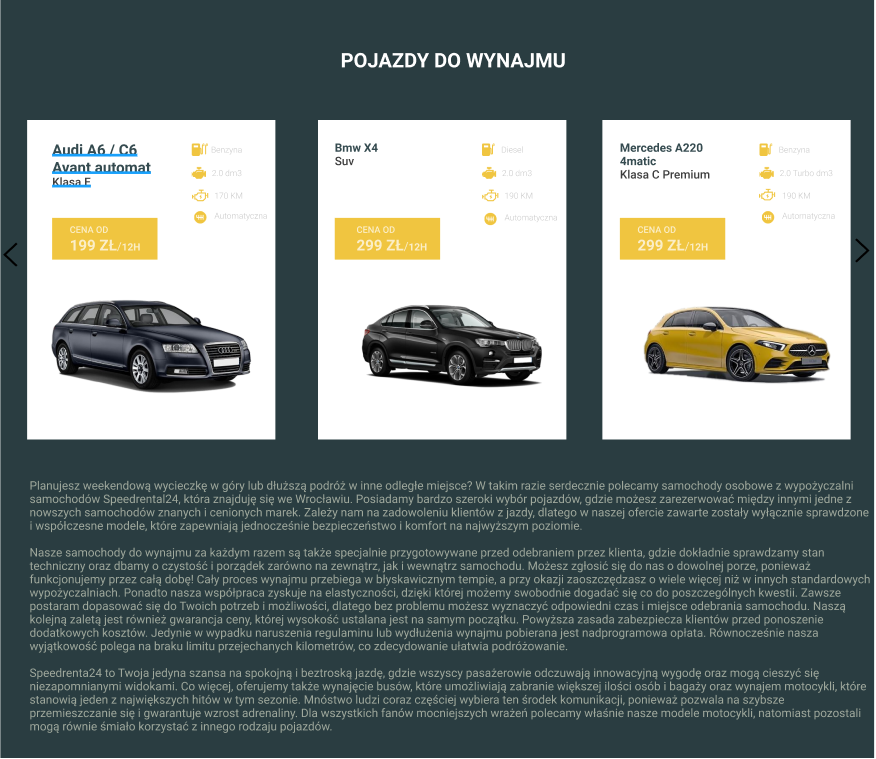 POJAZDY DO WYNAJMU
Audi A6 / C6
Avant automat
Klasa E
Benzyna
2.0 dm3
170 KM
Automatyczna
CENA OD
199 ZŁ/12H
Bmw X4
Suv
Diesel
2.0 dm3
190 KM
Automatyczna
CENA OD
299 ZŁ/12H
Mercedes A220
4matic
Klasa C Premium
Benzyna
2.0 Turbo dm3
190 KM
Automatyczna
CENA OD
299 ZŁ/12H
Planujesz weekendową wycieczkę w góry lub dłuższą podróż w inne odległe miejsce? W takim razie serdecznie polecamy samochody osobowe z wypożyczalni
samochodów Speedrental24, która znajduję się we Wrocławiu. Posiadamy bardzo szeroki wybór pojazdów, gdzie możesz zarezerwować między innymi jedne z
nowszych samochodów znanych i cenionych marek. Zależy nam na zadowoleniu klientów z jazdy, dlatego w naszej ofercie zawarte zostały wyłącznie sprawdzone
i współczesne modele, które zapewniają jednocześnie bezpieczeństwo i komfort na najwyższym poziomie.
Nasze samochody do wynajmu za każdym razem są także specjalnie przygotowywane przed odebraniem przez klienta, gdzie dokładnie sprawdzamy stan
techniczny oraz dbamy o czystość i porządek zarówno na zewnątrz, jak i wewnątrz samochodu. Możesz zgłosić się do nas o dowolnej porze, ponieważ
funkcjonujemy przez całą dobę! Cały proces wynajmu przebiega w błyskawicznym tempie, a przy okazji zaoszczędzasz o wiele więcej niż w innych standardowych
wypożyczalniach. Ponadto nasza współpraca zyskuje na elastyczności, dzięki której możemy swobodnie dogadać się co do poszczególnych kwestii. Zawsze
postaram dopasować się do Twoich potrzeb i możliwości, dlatego bez problemu możesz wyznaczyć odpowiedni czas i miejsce odebrania samochodu. Naszą
kolejną zaletą jest również gwarancja ceny, której wysokość ustalana jest na samym początku. Powyższa zasada zabezpiecza klientów przed ponoszenie
dodatkowych kosztów. Jedynie w wypadku naruszenia regulaminu lub wydłużenia wynajmu pobierana jest nadprogramowa opłata. Równocześnie nasza
wyjątkowość polega na braku limitu przejechanych kilometrów, co zdecydowanie ułatwia podróżowanie.
Speedrenta24 to Twoja jedyna szansa na spokojną i beztroską jazdę, gdzie wszyscy pasażerowie odczuwają innowacyjną wygodę oraz mogą cieszyć się
niezapomnianymi widokami. Co więcej, oferujemy także wynajęcie busów, które umożliwiają zabranie większej ilości osób i bagaży oraz wynajem motocykli, które
stanowią jeden z największych hitów w tym sezonie. Mnóstwo ludzi coraz częściej wybiera ten środek komunikacji, ponieważ pozwala na szybsze
przemieszczanie się i gwarantuje wzrost adrenaliny. Dla wszystkich fanów mocniejszych wrażeń polecamy właśnie nasze modele motocykli, natomiast pozostali
mogą równie śmiało korzystać z innego rodzaju pojazdów.